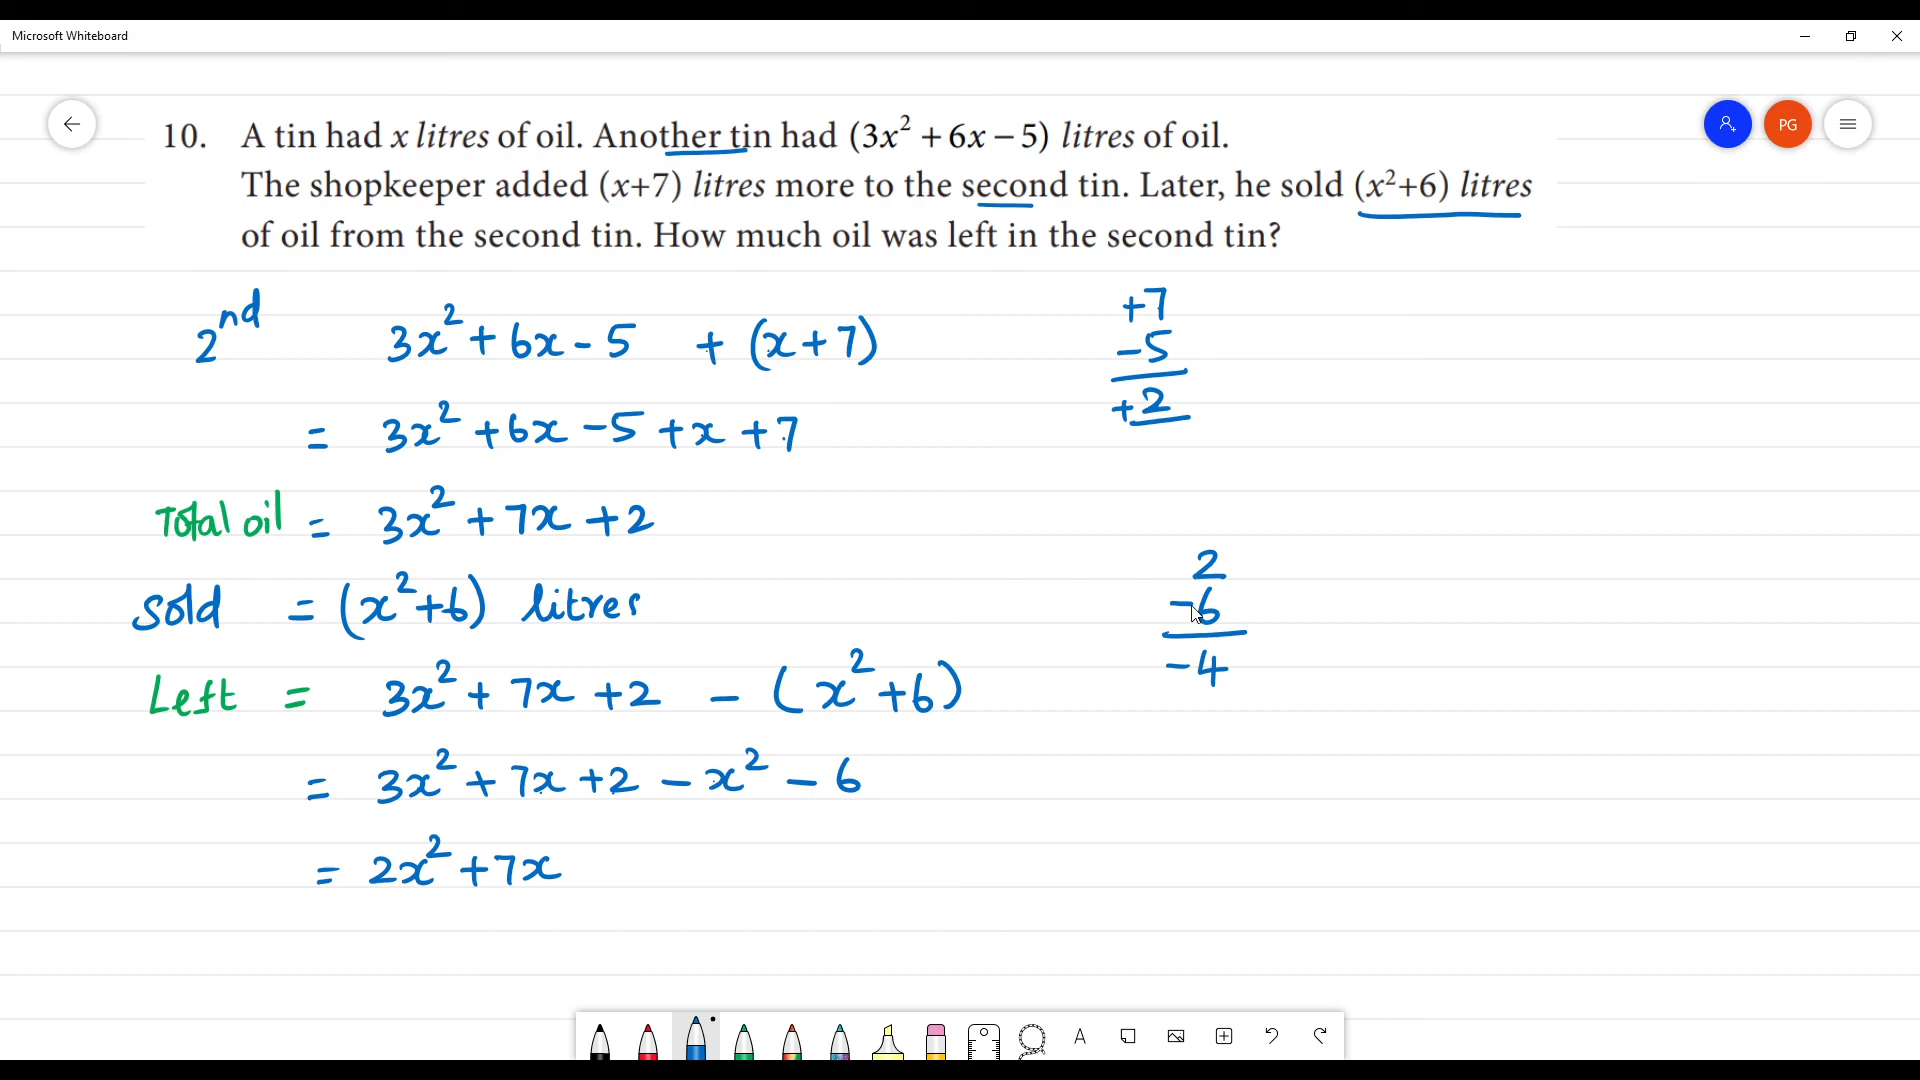 Microsoft Whiteboard
PG
10. A tin had x litres of oil. Another tin had (3x² + 6x − 5) litres of oil.
The shopkeeper added (x+7) litres more to the second tin. Later, he sold (x²+6) litres
of oil from the second tin. How much oil was left in the second tin?
2nd 3x² + 6x - 5 + (x + 7)
+7
-5
+2
= 3x² + 6x - 5 + x + 7
Total oil = 3x² + 7x + 2
Sold = (x² + 6) litres
2
-6
-4
Left = 3x² + 7x + 2 - (x² + 6)
= 3x² + 7x + 2 - x² - 6
= 2x² + 7x
A